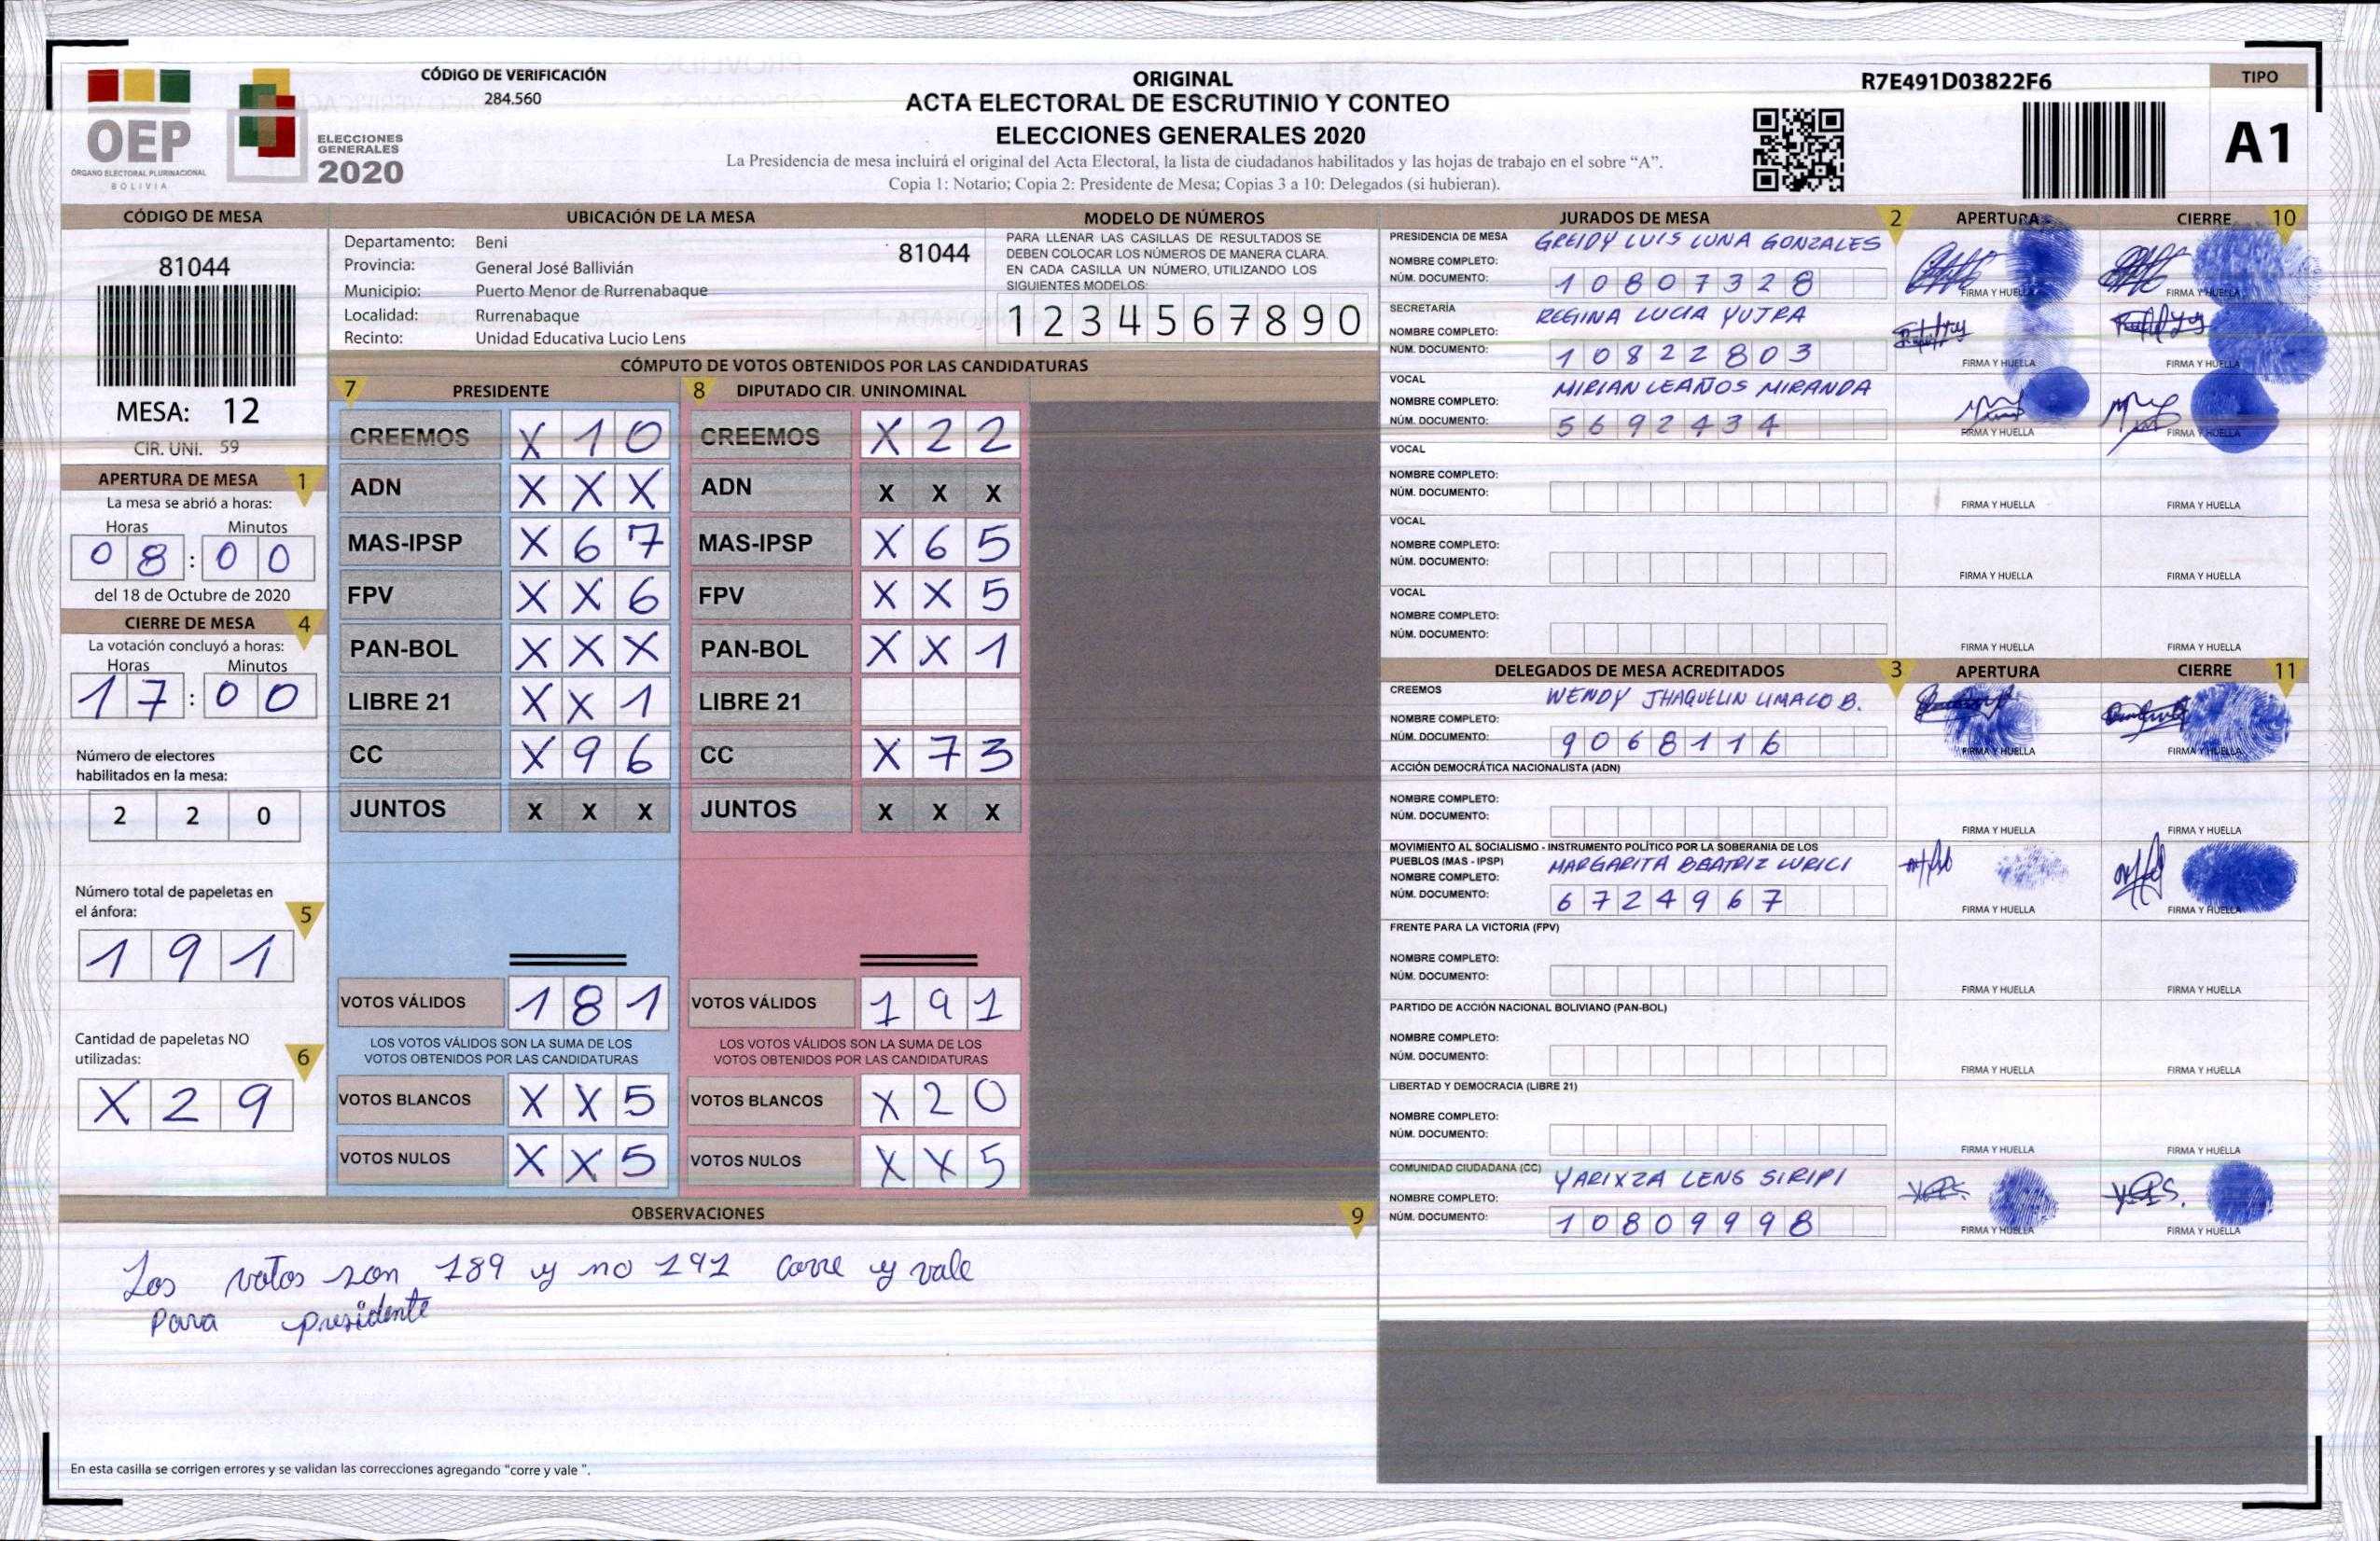 CÓDIGO DE VERIFICACIÓN
284.560
OEP
ÓRGANO ELECTORAL PLURINACIONAL
BOLIVIA
ELECCIONES
GENERALES
2020
ORIGINAL
ACTA ELECTORAL DE ESCRUTINIO Y CONTEO
ELECCIONES GENERALES 2020
La Presidencia de mesa incluirá el original del Acta Electoral, la lista de ciudadanos habilitados y las hojas de trabajo en el sobre “A”.
Copia 1: Notario; Copia 2: Presidente de Mesa; Copias 3 a 10: Delegados (si hubieran).
R7E491D03822F6
TIPO
A1
CÓDIGO DE MESA
81044
MESA: 12
CIR. UNI. 59
APERTURA DE MESA 1
La mesa se abrió a horas:
Horas Minutos
08:00
del 18 de Octubre de 2020
CIERRE DE MESA 4
La votación concluyó a horas:
Horas Minutos
17:00
Número de electores
habilitados en la mesa:
2 2 0
Número total de papeletas en
el ánfora: 5
1 9 1
Cantidad de papeletas NO
utilizadas: 6
X 2 9
UBICACIÓN DE LA MESA
Departamento: Beni 81044
Provincia: General José Ballivián
Municipio: Puerto Menor de Rurrenabaque
Localidad: Rurrenabaque
Recinto: Unidad Educativa Lucio Lens
MODELO DE NÚMEROS
PARA LLENAR LAS CASILLAS DE RESULTADOS SE
DEBEN COLOCAR LOS NÚMEROS DE MANERA CLARA.
EN CADA CASILLA UN NÚMERO, UTILIZANDO LOS
SIGUIENTES MODELOS:
1 2 3 4 5 6 7 8 9 0
CÓMPUTO DE VOTOS OBTENIDOS POR LAS CANDIDATURAS
7 PRESIDENTE
CREEMOS X 1 0
ADN X X X
MAS-IPSP X 6 7
FPV X X 6
PAN-BOL X X X
LIBRE 21 X X 1
CC X 9 6
JUNTOS X X X
VOTOS VÁLIDOS 1 8 1
LOS VOTOS VÁLIDOS SON LA SUMA DE LOS
VOTOS OBTENIDOS POR LAS CANDIDATURAS
VOTOS BLANCOS X X 5
VOTOS NULOS X X 5
8 DIPUTADO CIR. UNINOMINAL
CREEMOS X 2 2
ADN X X X
MAS-IPSP X 6 5
FPV X X 5
PAN-BOL X X 1
LIBRE 21
CC X 7 3
JUNTOS X X X
VOTOS VÁLIDOS 1 9 1
LOS VOTOS VÁLIDOS SON LA SUMA DE LOS
VOTOS OBTENIDOS POR LAS CANDIDATURAS
VOTOS BLANCOS X 2 0
VOTOS NULOS X X 5
OBSERVACIONES 9
Los votos son 189 y no 191 corre y vale
para presidente
En esta casilla se corrigen errores y se validan las correcciones agregando "corre y vale ".
JURADOS DE MESA 2 APERTURA CIERRE 10
PRESIDENCIA DE MESA GREIDY LUIS LUNA GONZALES
NOMBRE COMPLETO:
NÚM. DOCUMENTO: 10807328 FIRMA Y HUELLA FIRMA Y HUELLA
SECRETARÍA REGINA LUCIA YUJRA
NOMBRE COMPLETO:
NÚM. DOCUMENTO: 10822803 FIRMA Y HUELLA FIRMA Y HUELLA
VOCAL MIRIAN LEAÑOS MIRANDA
NOMBRE COMPLETO:
NÚM. DOCUMENTO: 5692434 FIRMA Y HUELLA FIRMA Y HUELLA
VOCAL
NOMBRE COMPLETO:
NÚM. DOCUMENTO: FIRMA Y HUELLA FIRMA Y HUELLA
VOCAL
NOMBRE COMPLETO:
NÚM. DOCUMENTO: FIRMA Y HUELLA FIRMA Y HUELLA
VOCAL
NOMBRE COMPLETO:
NÚM. DOCUMENTO: FIRMA Y HUELLA FIRMA Y HUELLA
DELEGADOS DE MESA ACREDITADOS 3 APERTURA CIERRE 11
CREEMOS WENDY JHAQUELIN LIMACO B.
NOMBRE COMPLETO:
NÚM. DOCUMENTO: 9068116 FIRMA Y HUELLA FIRMA Y HUELLA
ACCIÓN DEMOCRÁTICA NACIONALISTA (ADN)
NOMBRE COMPLETO:
NÚM. DOCUMENTO: FIRMA Y HUELLA FIRMA Y HUELLA
MOVIMIENTO AL SOCIALISMO - INSTRUMENTO POLÍTICO POR LA SOBERANIA DE LOS
PUEBLOS (MAS - IPSP) MARGARITA BEATRIZ LURICI
NOMBRE COMPLETO:
NÚM. DOCUMENTO: 6724967 FIRMA Y HUELLA FIRMA Y HUELLA
FRENTE PARA LA VICTORIA (FPV)
NOMBRE COMPLETO:
NÚM. DOCUMENTO: FIRMA Y HUELLA FIRMA Y HUELLA
PARTIDO DE ACCIÓN NACIONAL BOLIVIANO (PAN-BOL)
NOMBRE COMPLETO:
NÚM. DOCUMENTO: FIRMA Y HUELLA FIRMA Y HUELLA
LIBERTAD Y DEMOCRACIA (LIBRE 21)
NOMBRE COMPLETO:
NÚM. DOCUMENTO: FIRMA Y HUELLA FIRMA Y HUELLA
COMUNIDAD CIUDADANA (CC) YARIXZA LENS SIRIPI
NOMBRE COMPLETO:
NÚM. DOCUMENTO: 10809998 FIRMA Y HUELLA FIRMA Y HUELLA